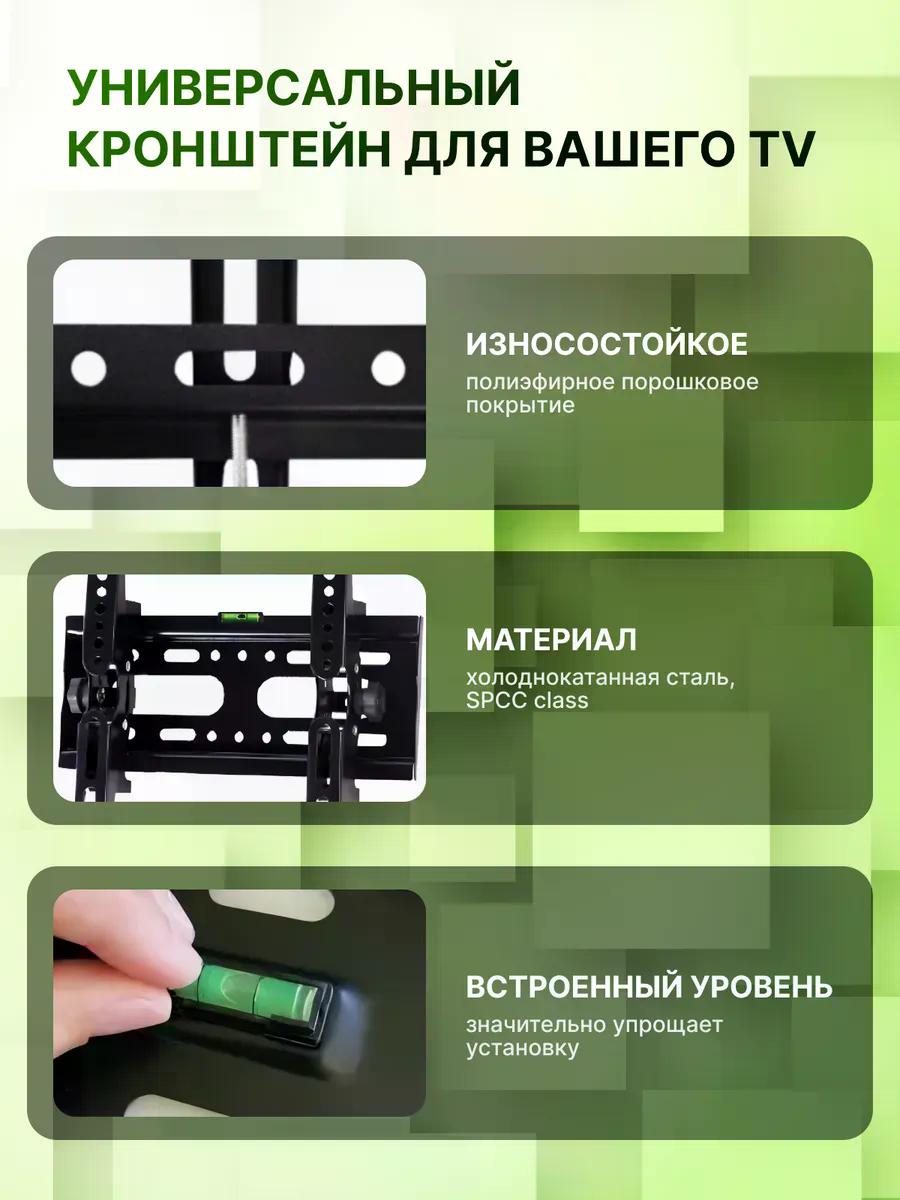 УНИВЕРСАЛЬНЫЙ
КРОНШТЕЙН ДЛЯ ВАШЕГО TV
ИЗНОСОСТОЙКОЕ
полиэфирное порошковое
покрытие
МАТЕРИАЛ
холоднокатанная сталь,
SPCC class
ВСТРОЕННЫЙ УРОВЕНЬ
значительно упрощает
установку